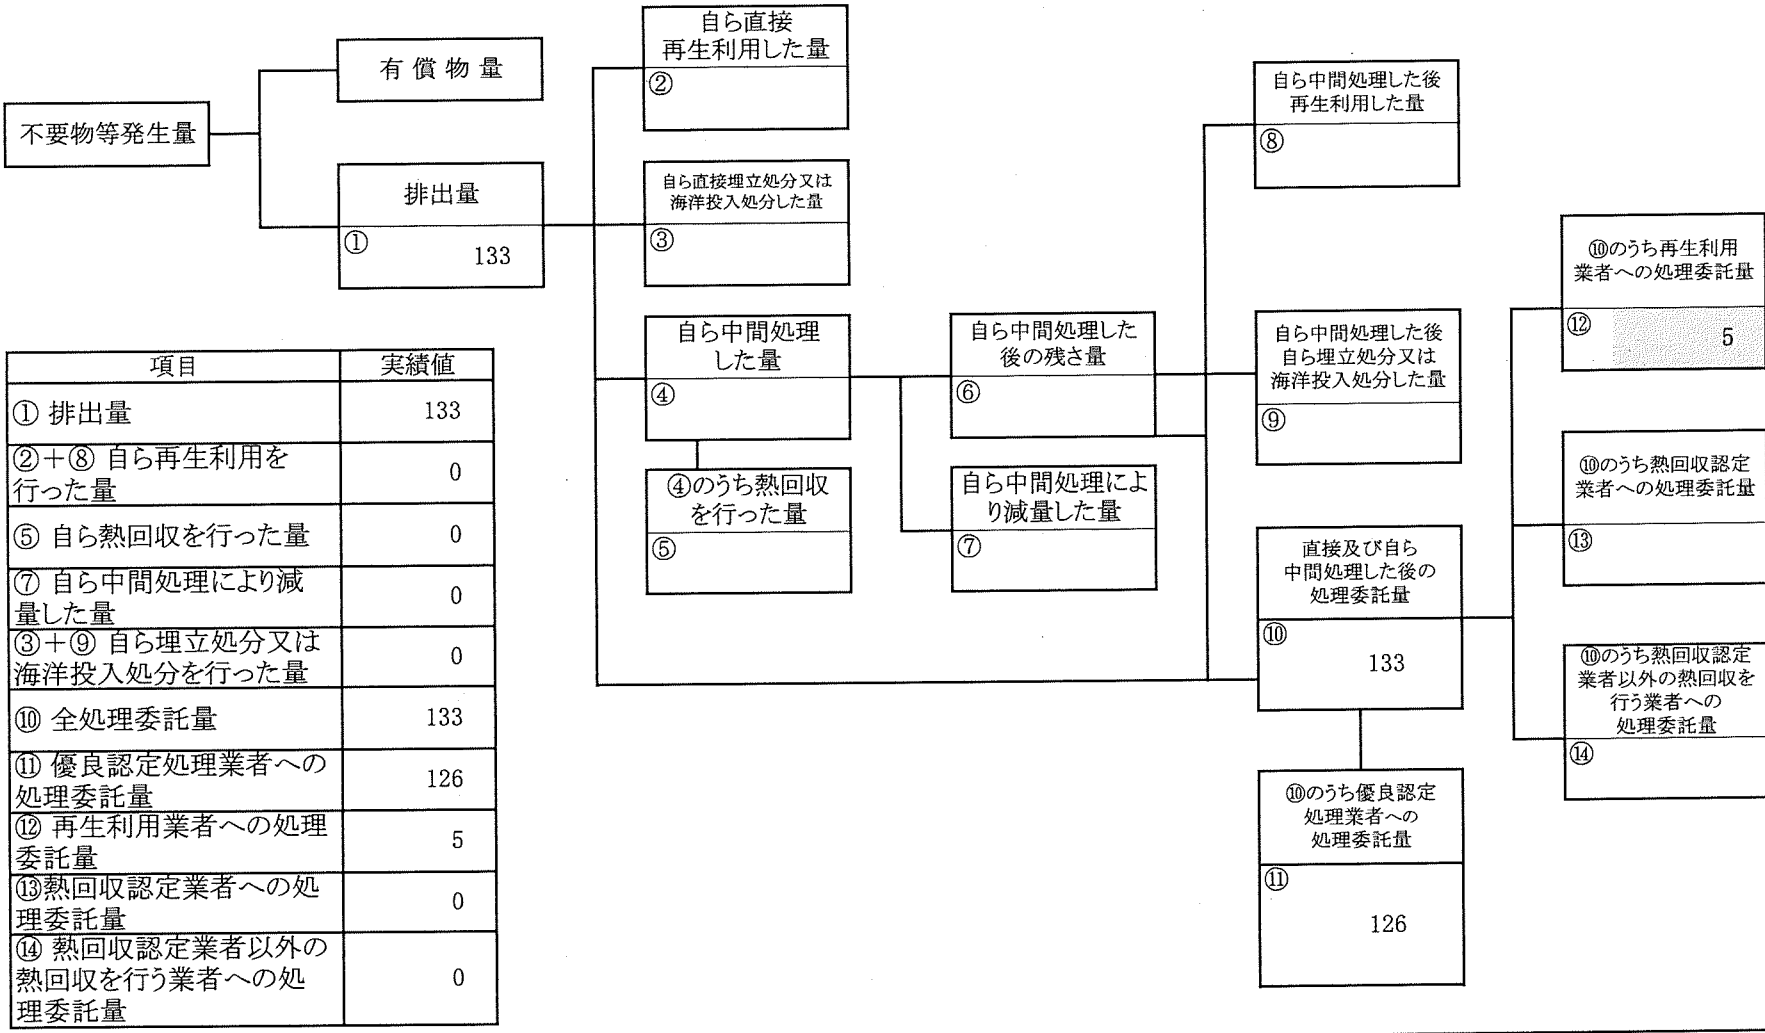 不要物等発生量
有償物量
排出量
①
133
自ら直接
再生利用した量
②
自ら直接埋立処分又は
海洋投入処分した量
③
自ら中間処理
した量
④
④のうち熱回収
を行った量
⑤
自ら中間処理した
後の残さ量
⑥
自ら中間処理によ
り減量した量
⑦
自ら中間処理した後
再生利用した量
⑧
自ら中間処理した後
自ら埋立処分又は
海洋投入処分した量
⑨
直接及び自ら
中間処理した後の
処理委託量
⑩
133
⑩のうち優良認定
処理業者への
処理委託量
⑪
126
⑩のうち再生利用
業者への処理委託量
⑫
5
⑩のうち熱回収認定
業者への処理委託量
⑬
⑩のうち熱回収認定
業者以外の熱回収を
行う業者への
処理委託量
⑭
項目 実績値
① 排出量 133
②+⑧ 自ら再生利用を
行った量 0
⑤ 自ら熱回収を行った量 0
⑦ 自ら中間処理により減
量した量 0
③+⑨ 自ら埋立処分又は
海洋投入処分を行った量 0
⑩ 全処理委託量 133
⑪ 優良認定処理業者への
処理委託量 126
⑫ 再生利用業者への処理
委託量 5
⑬熱回収認定業者への処
理委託量 0
⑭ 熱回収認定業者以外の
熱回収を行う業者への処
理委託量 0